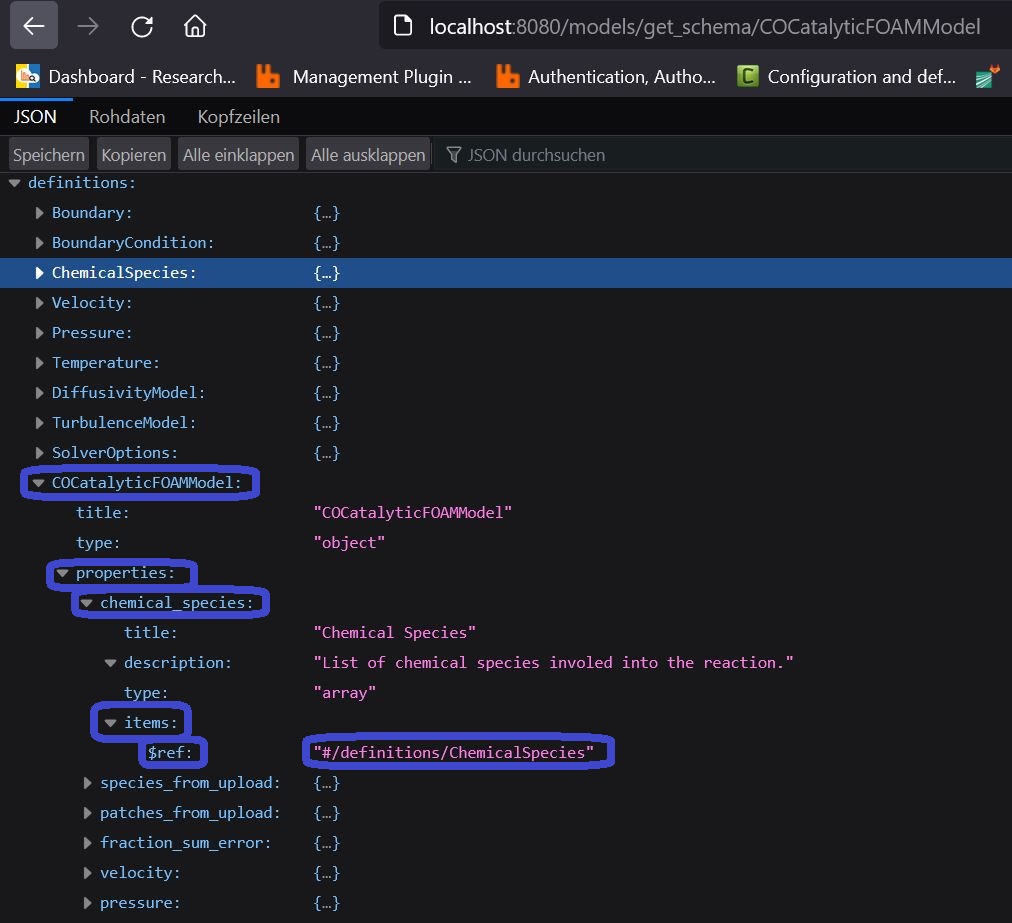 localhost:8080/models/get_schema/COCatalyticFOAMModel
Dashboard - Research... Management Plugin ... Authentication, Autho... C Configuration and def...
JSON Rohdaten Kopfzeilen
Speichern Kopieren Alle einklappen Alle ausklappen JSON durchsuchen
definitions:
Boundary: {…}
BoundaryCondition: {…}
ChemicalSpecies: {…}
Velocity: {…}
Pressure: {…}
Temperature: {…}
DiffusivityModel: {…}
TurbulenceModel: {…}
SolverOptions: {…}
COCatalyticFOAMModel:
title: "COCatalyticFOAMModel"
type: "object"
properties:
chemical_species:
title: "Chemical Species"
description: "List of chemical species involed into the reaction."
type: "array"
items:
$ref: "#/definitions/ChemicalSpecies"
species_from_upload: {…}
patches_from_upload: {…}
fraction_sum_error: {…}
velocity: {…}
pressure: {…}